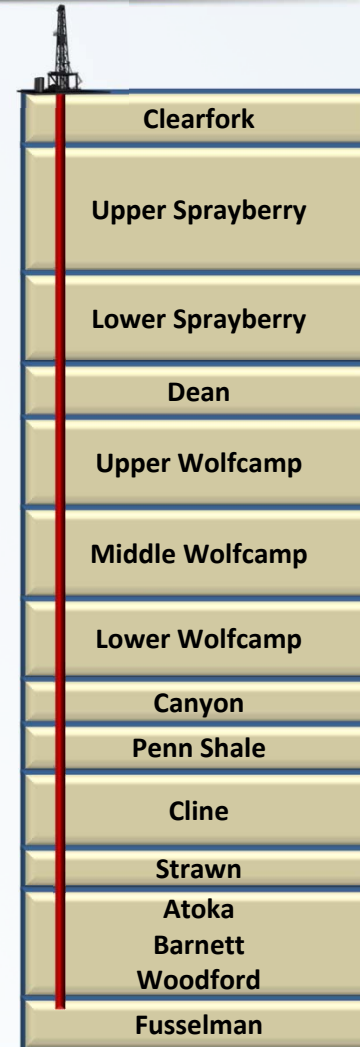 Clearfork
Upper Sprayberry
Lower Sprayberry
Dean
Upper Wolfcamp
Middle Wolfcamp
Lower Wolfcamp
Canyon
Penn Shale
Cline
Strawn
Atoka
Barnett
Woodford
Fusselman